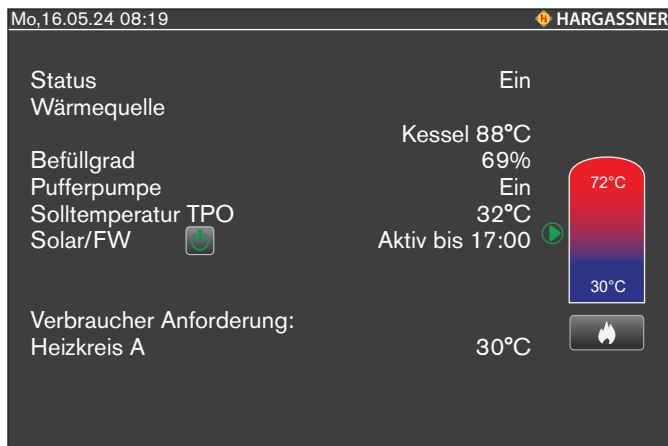 Mo,16.05.24 08:19 HARGASSNER
Status Ein
Wärmequelle
Kessel 88°C
Befüllgrad 69%
Pufferpumpe Ein
Solltemperatur TPO 32°C
Solar/FW Aktiv bis 17:00
72°C
30°C
Verbraucher Anforderung:
Heizkreis A 30°C